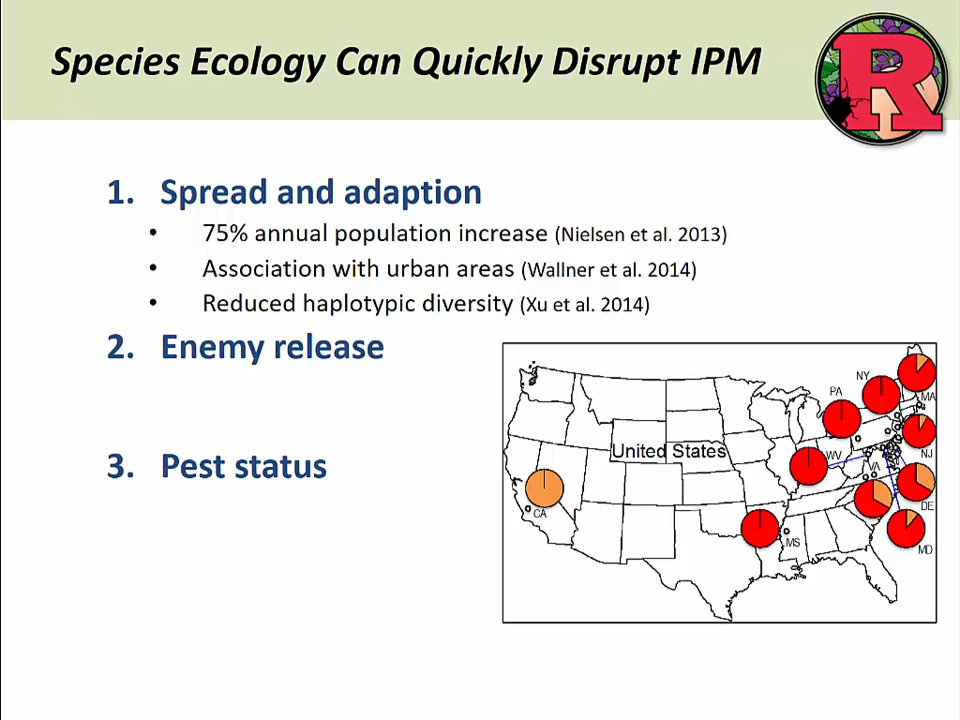 Species Ecology Can Quickly Disrupt IPM
R
1. Spread and adaption
• 75% annual population increase (Nielsen et al. 2013)
• Association with urban areas (Wallner et al. 2014)
• Reduced haplotypic diversity (Xu et al. 2014)
2. Enemy release
3. Pest status
NY
PA
MA
United States
WV
NJ
VA
CA
DE
MS
MD